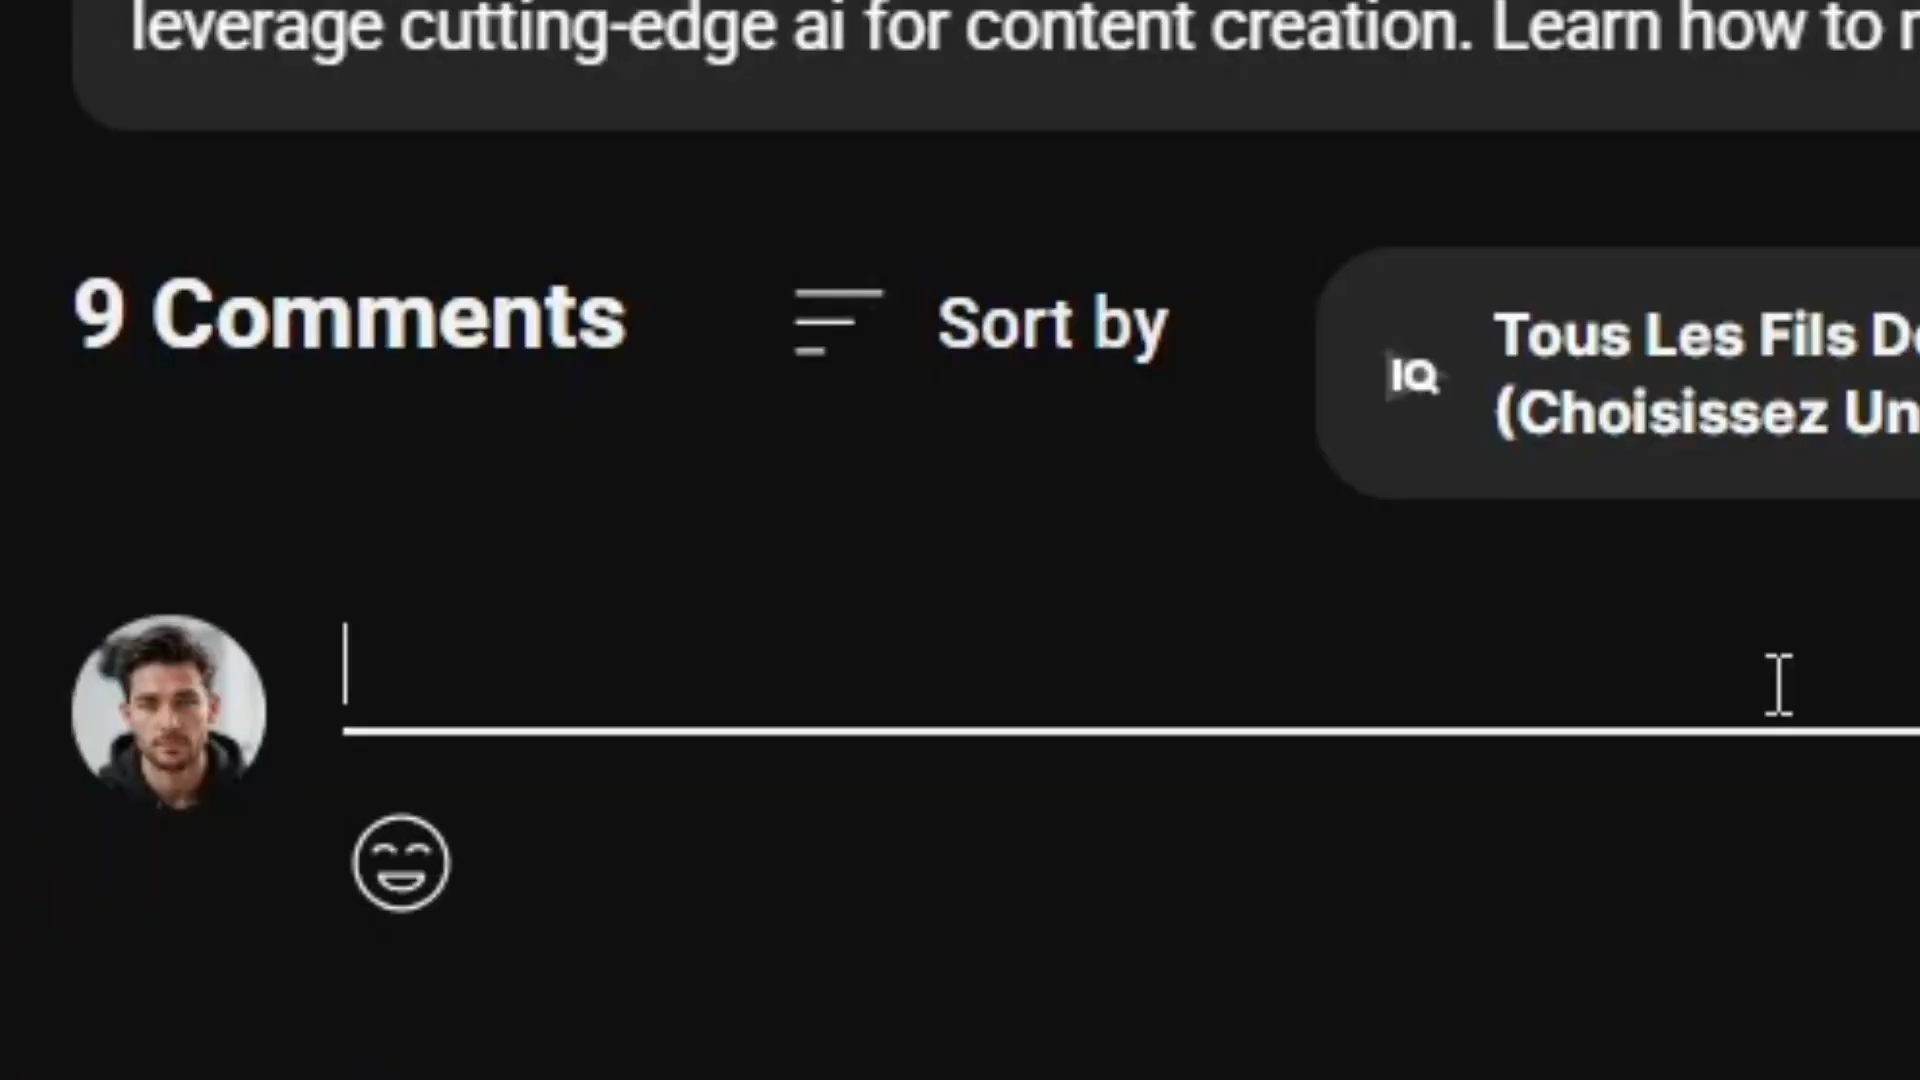 leverage cutting-edge ai for content creation. Learn how to
9 Comments
Sort by
IQ
Tous Les Fils
(Choisissez Un